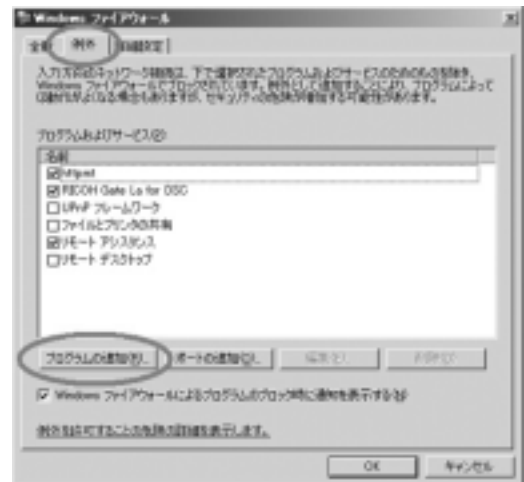 Windows ファイアウォール
全般 例外 詳細設定
入力方向のネットワーク接続は、下で選択されたプログラムおよびサービスのためのものを除き、
Windows ファイアウォールでブロックされています。例外として追加することにより、プログラムによって
は動作がよくなる場合もありますが、セキュリティの危険が増加する可能性があります。
プログラムおよびサービス(P):
名前
RICOH Gate La for DSC
UPnP フレームワーク
ファイルとプリンタの共有
リモート アシスタンス
リモート デスクトップ
プログラムの追加(R)... ポートの追加(O)... 編集(E)... 削除(D)
Windows ファイアウォールによるプログラムのブロック時に通知を表示する(N)
例外を許可することの危険の詳細を表示します。
OK キャンセル